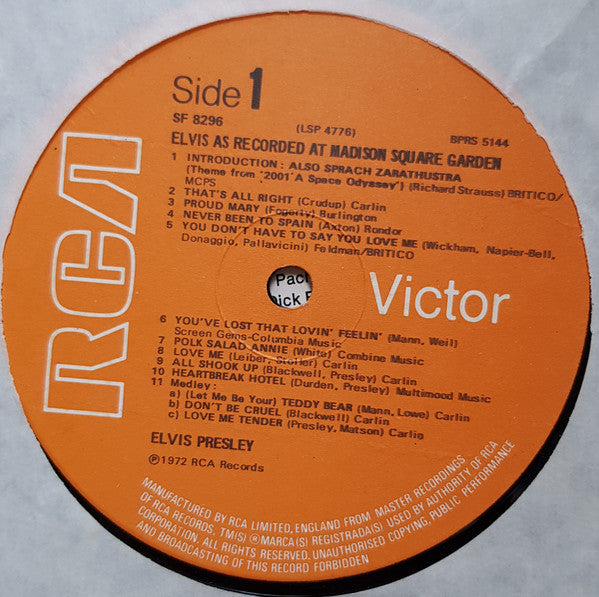 Side 1
SF 8296
(LSP 4776)
BPRS 5144
ELVIS AS RECORDED AT MADISON SQUARE GARDEN
1 INTRODUCTION : ALSO SPRACH ZARATHUSTRA
(Theme from '2001 A Space Odyssey') (Richard Strauss) BRITICO/
MCPS
2 THAT'S ALL RIGHT (Crudup) Carlin
3 PROUD MARY (Fogerty) Burlington
4 NEVER BEEN TO SPAIN (Axton) Rondor
5 YOU DON'T HAVE TO SAY YOU LOVE ME (Wickham, Napier-Bell,
Donaggio, Pallavicini) Feldman/BRITICO
RCA
Victor
Pac
ick
6 YOU'VE LOST THAT LOVIN' FEELIN' (Mann, Weil)
Screen Gems-Columbia Music
7 POLK SALAD ANNIE (White) Combine Music
8 LOVE ME (Leiber, Stoller) Carlin
9 ALL SHOOK UP (Blackwell, Presley) Carlin
10 HEARTBREAK HOTEL (Durden, Presley) Multimood Music
11 Medley :
a) (Let Me Be Your) TEDDY BEAR (Mann, Lowe) Carlin
b) DON'T BE CRUEL (Blackwell) Carlin
c) LOVE ME TENDER (Presley, Matson) Carlin
ELVIS PRESLEY
℗1972 RCA Records
MANUFACTURED BY RCA LIMITED, ENGLAND FROM MASTER RECORDINGS
OF RCA RECORDS, TM(S) ® MARCA(S) REGISTRADA(S) USED BY AUTHORITY OF RCA
CORPORATION. ALL RIGHTS RESERVED. UNAUTHORISED COPYING, PUBLIC PERFORMANCE
AND BROADCASTING OF THIS RECORD FORBIDDEN